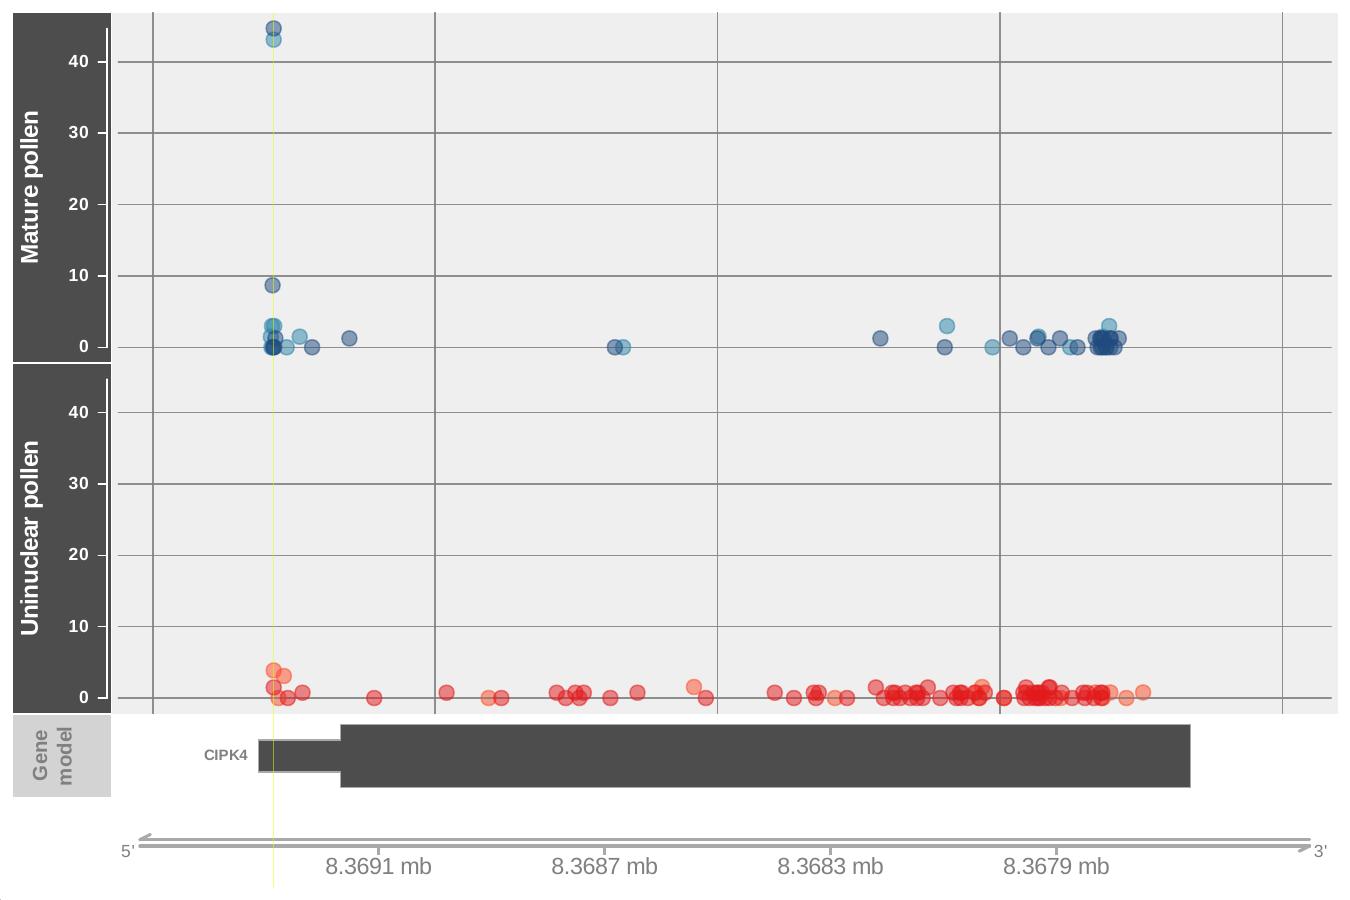 Mature pollen
40
30
20
10
0
Uninuclear pollen
40
30
20
10
0
Gene
model
CIPK4
5'
3'
8.3691 mb
8.3687 mb
8.3683 mb
8.3679 mb